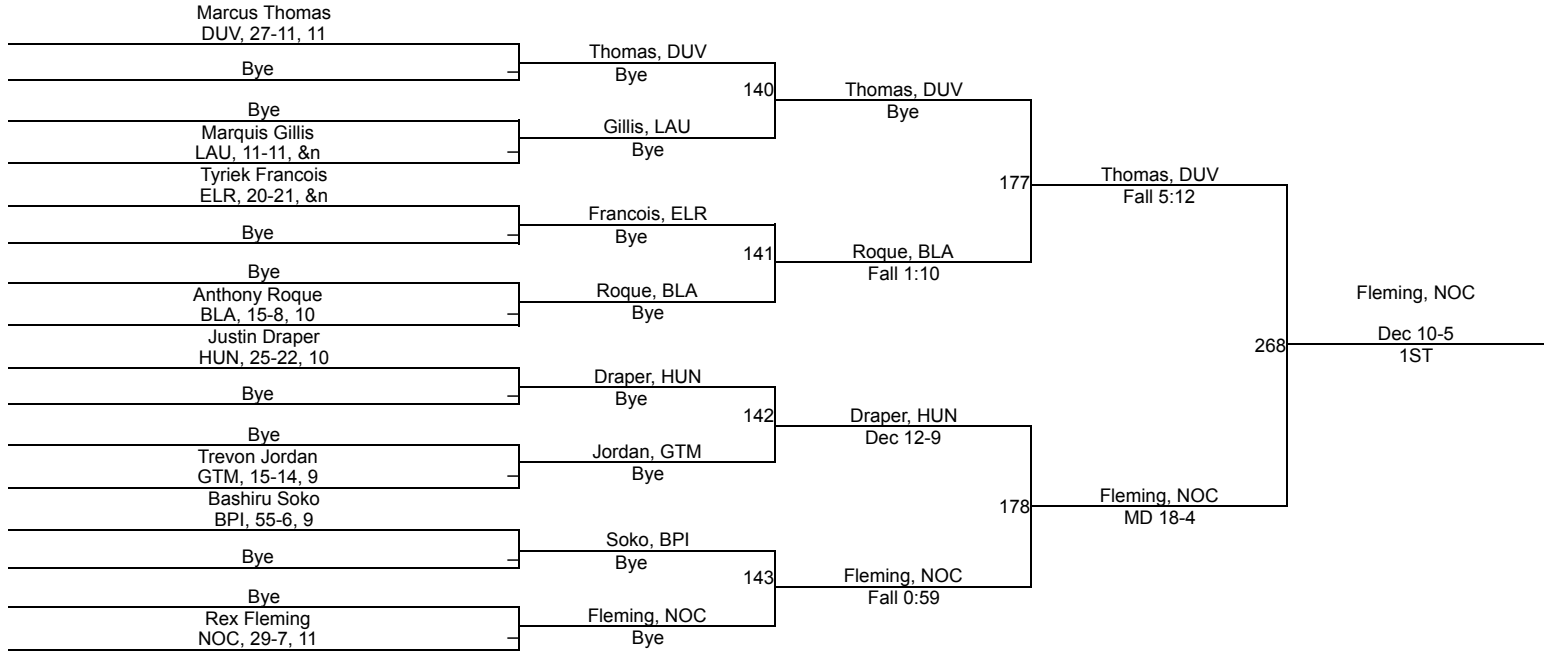 Marcus Thomas
DUV, 27-11, 11
Bye
Bye
Marquis Gillis
LAU, 11-11, &n
Tyriek Francois
ELR, 20-21, &n
Bye
Bye
Anthony Roque
BLA, 15-8, 10
Justin Draper
HUN, 25-22, 10
Bye
Bye
Trevon Jordan
GTM, 15-14, 9
Bashiru Soko
BPI, 55-6, 9
Bye
Bye
Rex Fleming
NOC, 29-7, 11
Thomas, DUV
Bye
140
Gillis, LAU
Bye
Francois, ELR
Bye
141
Roque, BLA
Bye
Draper, HUN
Bye
142
Jordan, GTM
Bye
Soko, BPI
Bye
143
Fleming, NOC
Bye
Thomas, DUV
Bye
177
Roque, BLA
Fall 1:10
Draper, HUN
Dec 12-9
178
Fleming, NOC
Fall 0:59
Thomas, DUV
Fall 5:12
268
Fleming, NOC
MD 18-4
Fleming, NOC
Dec 10-5
1ST